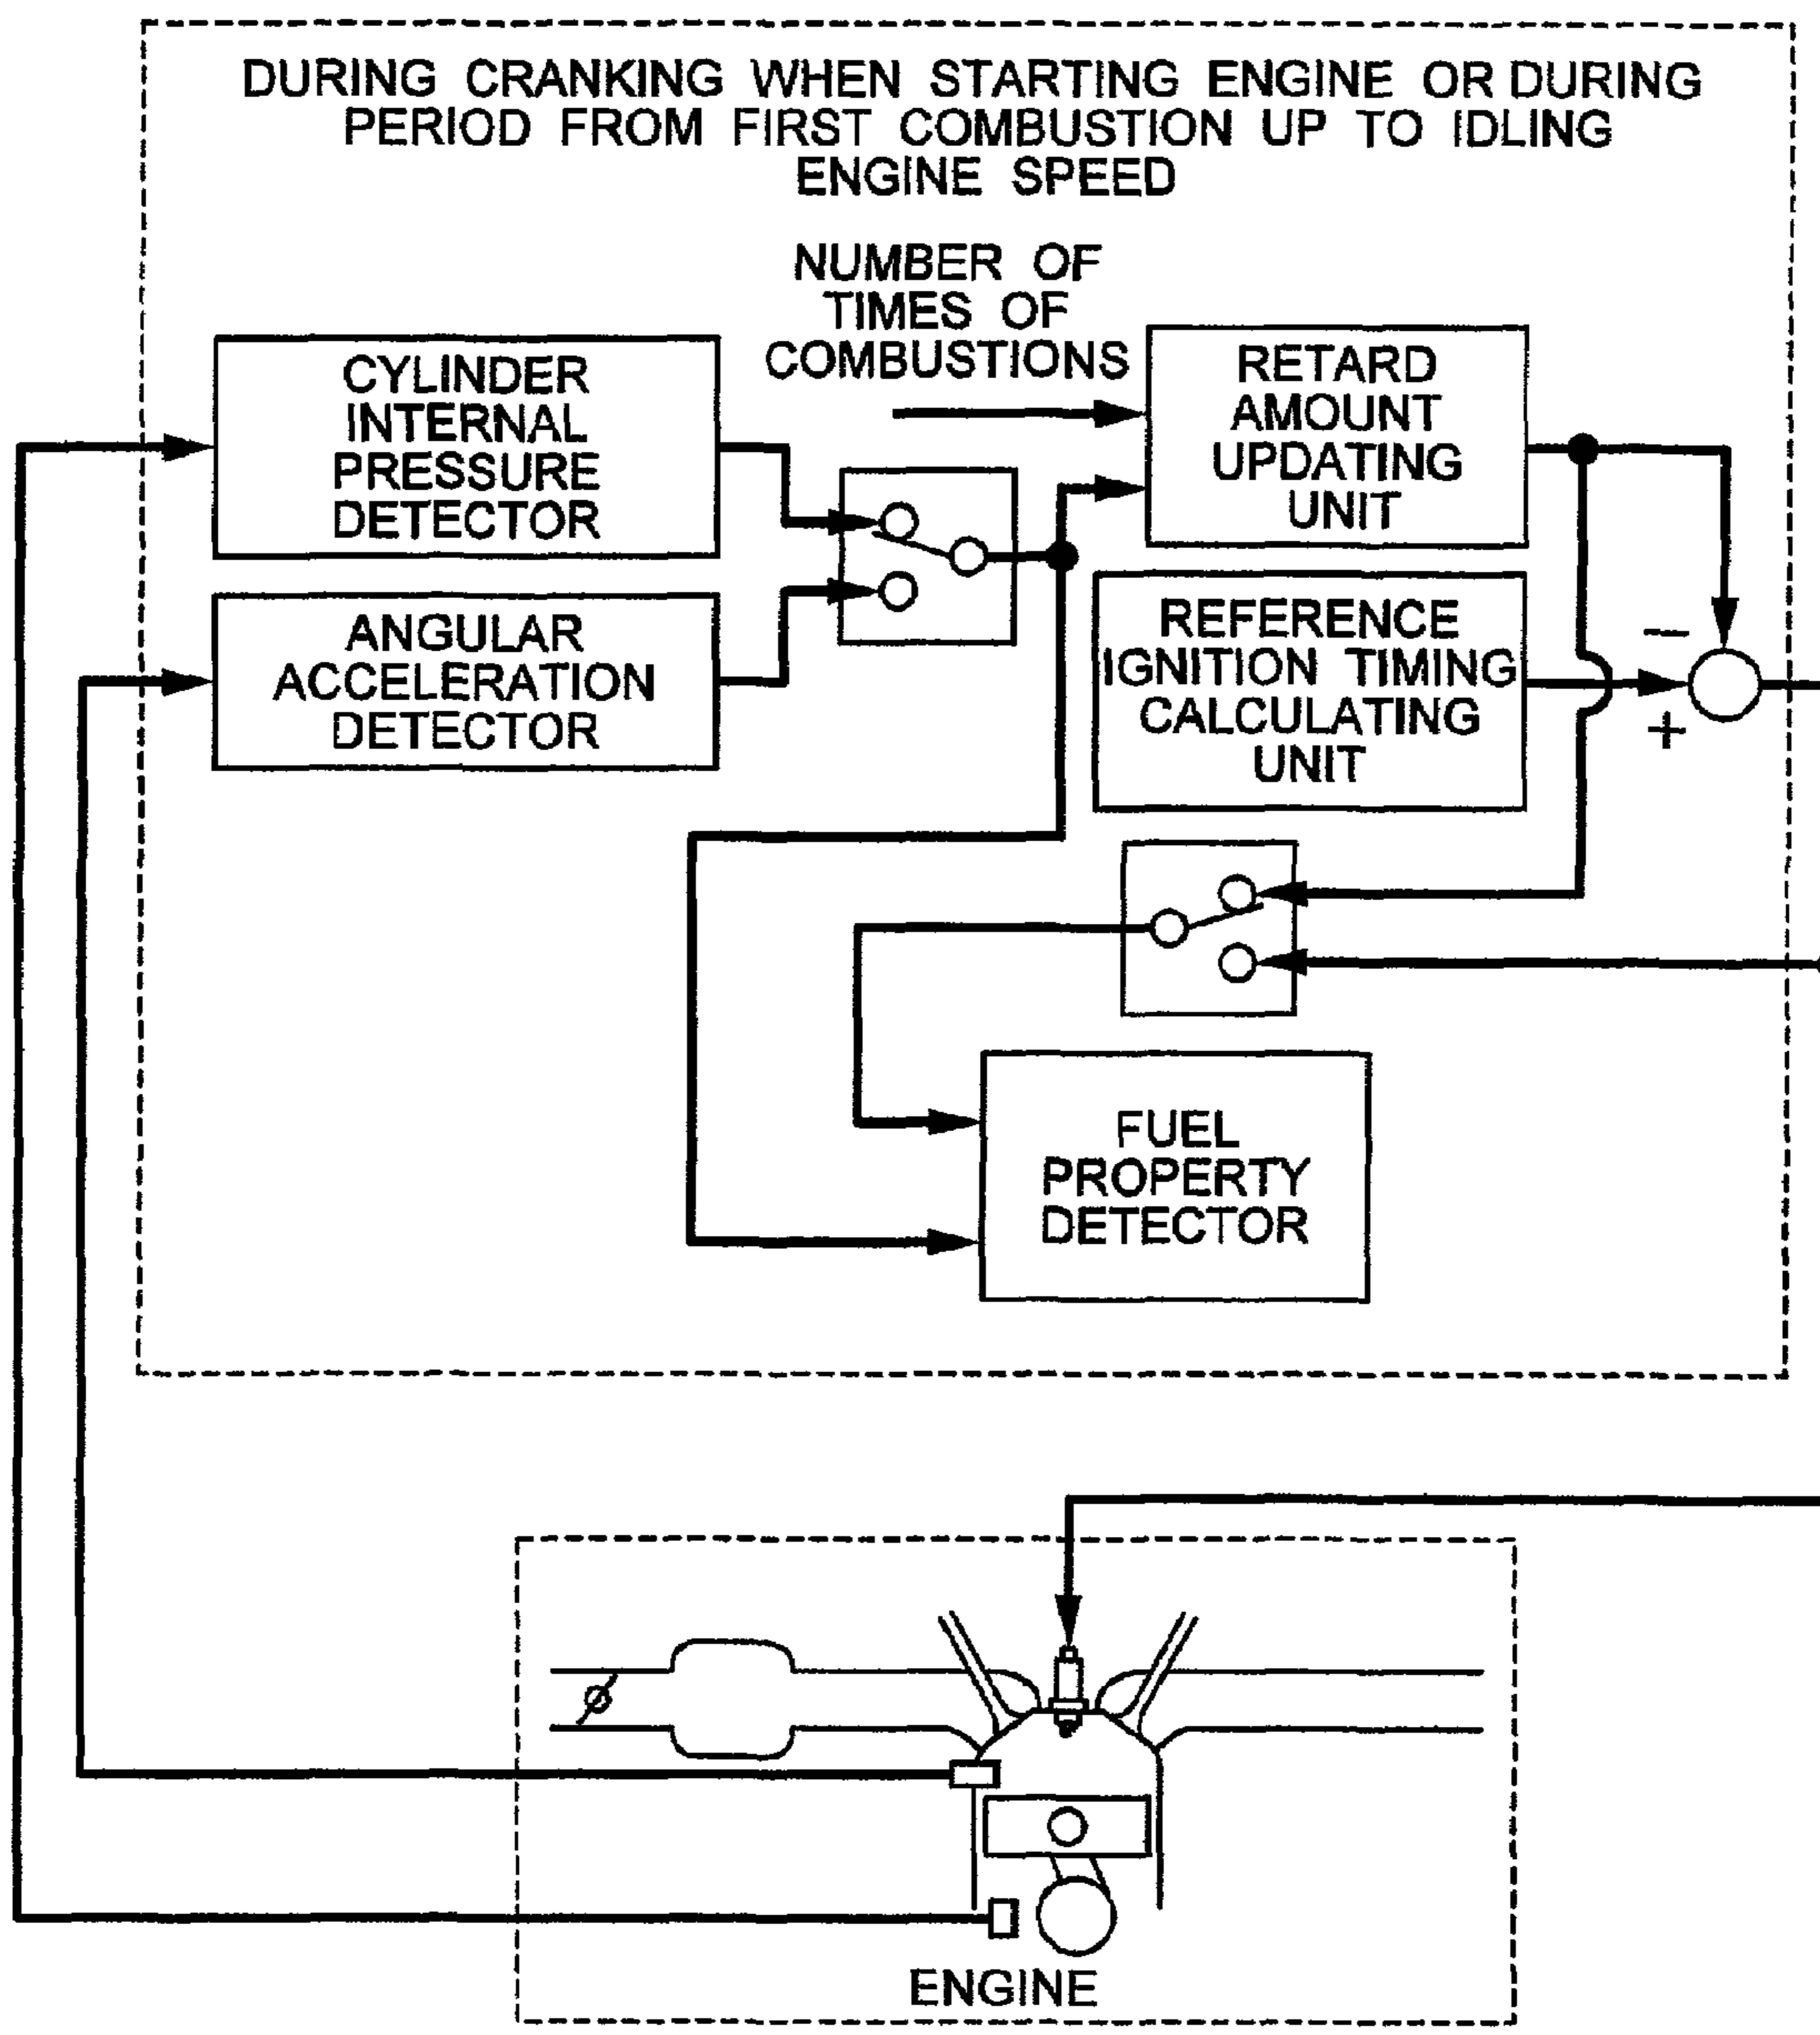 DURING CRANKING WHEN STARTING ENGINE OR DURING
PERIOD FROM FIRST COMBUSTION UP TO IDLING
ENGINE SPEED
NUMBER OF
TIMES OF
COMBUSTIONS
CYLINDER
INTERNAL
PRESSURE
DETECTOR
RETARD
AMOUNT
UPDATING
UNIT
ANGULAR
ACCELERATION
DETECTOR
REFERENCE
IGNITION TIMING
CALCULATING
UNIT
−
+
FUEL
PROPERTY
DETECTOR
ENGINE